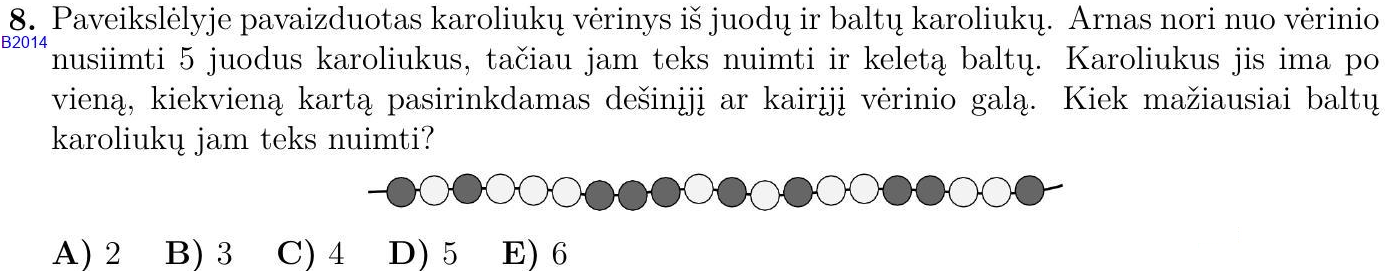 8. Paveikslėlyje pavaizduotas karoliukų vėrinys iš juodų ir baltų karoliukų. Arnas nori nuo vėrinio
B2014
nusiimti 5 juodus karoliukus, tačiau jam teks nuimti ir keletą baltų. Karoliukus jis ima po
vieną, kiekvieną kartą pasirinkdamas dešinįjį ar kairįjį vėrinio galą. Kiek mažiausiai baltų
karoliukų jam teks nuimti?
A) 2 B) 3 C) 4 D) 5 E) 6